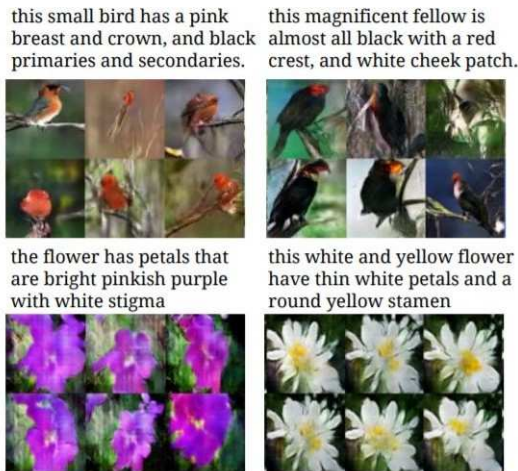 this small bird has a pink
breast and crown, and black
primaries and secondaries.
this magnificent fellow is
almost all black with a red
crest, and white cheek patch.
the flower has petals that
are bright pinkish purple
with white stigma
this white and yellow flower
have thin white petals and a
round yellow stamen